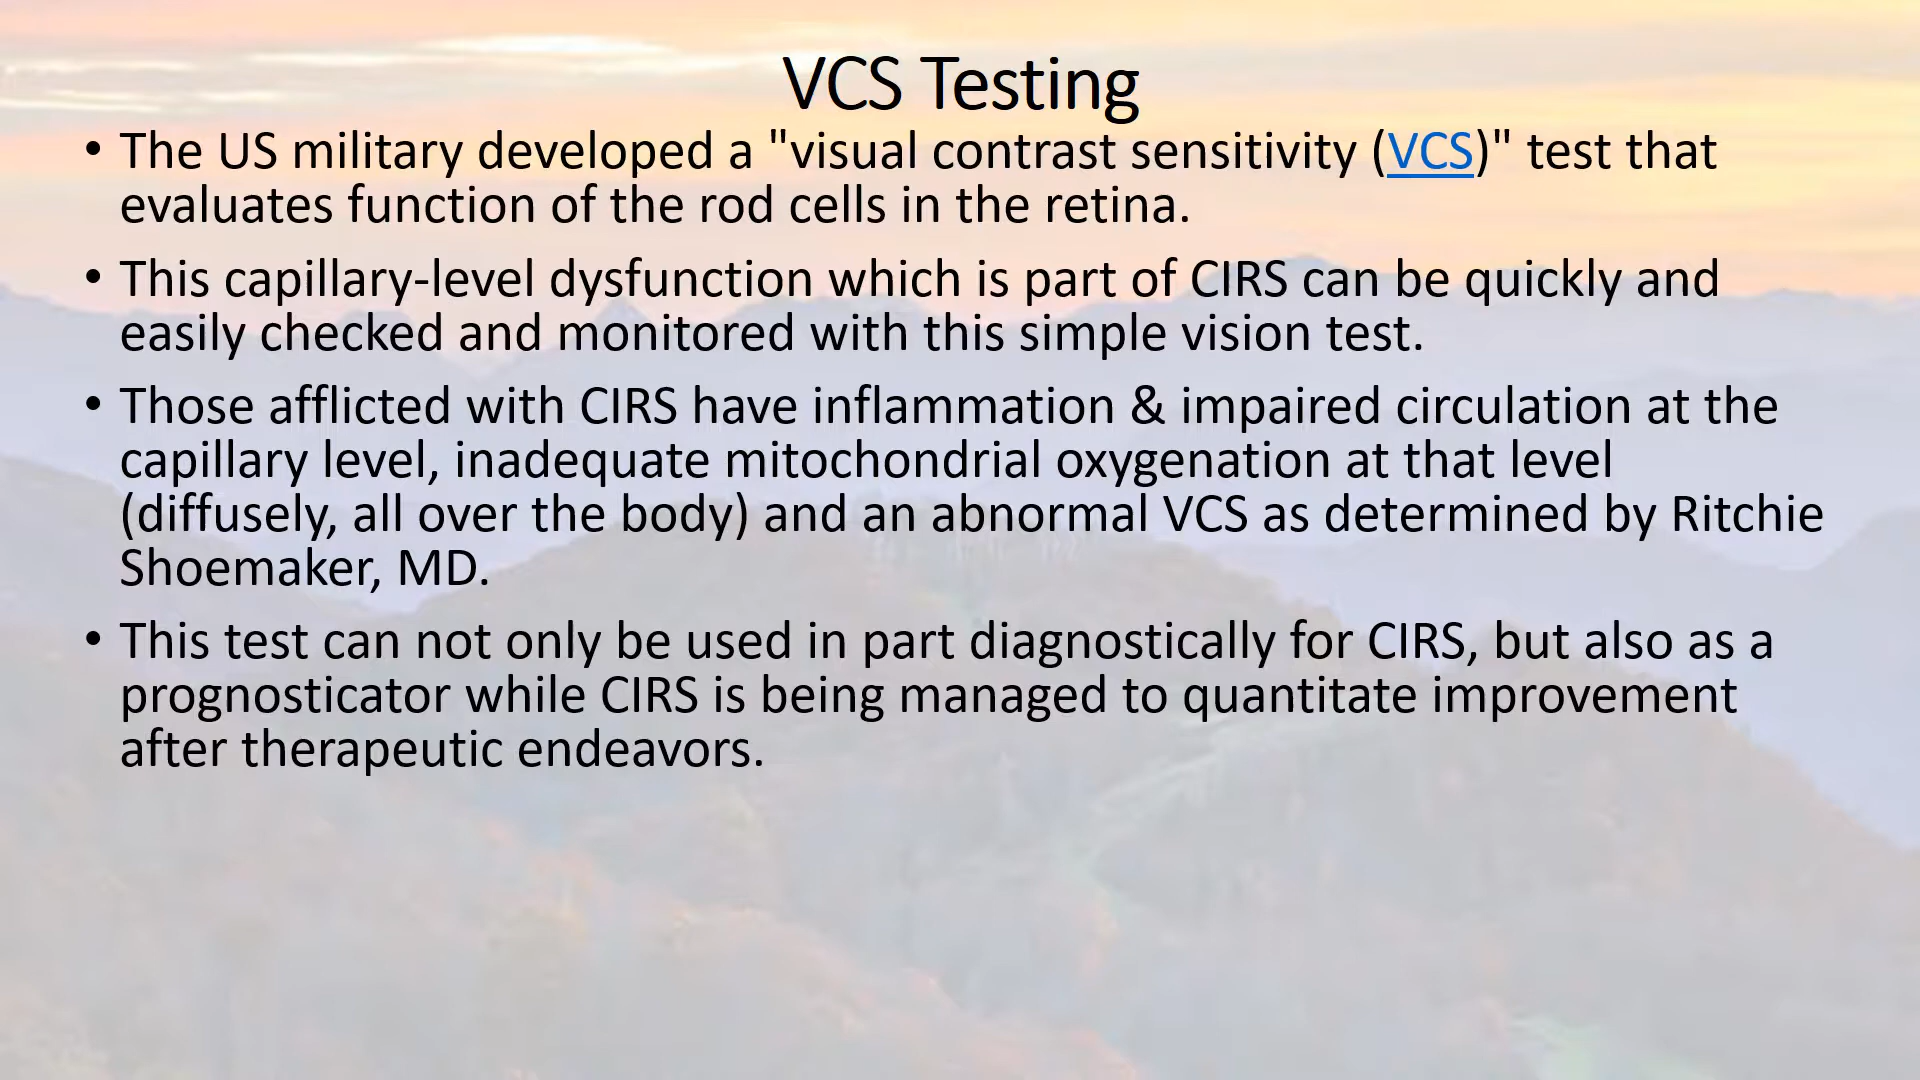 VCS Testing
• The US military developed a "visual contrast sensitivity (VCS)" test that
evaluates function of the rod cells in the retina.
• This capillary-level dysfunction which is part of CIRS can be quickly and
easily checked and monitored with this simple vision test.
• Those afflicted with CIRS have inflammation & impaired circulation at the
capillary level, inadequate mitochondrial oxygenation at that level
(diffusely, all over the body) and an abnormal VCS as determined by Ritchie
Shoemaker, MD.
• This test can not only be used in part diagnostically for CIRS, but also as a
prognosticator while CIRS is being managed to quantitate improvement
after therapeutic endeavors.